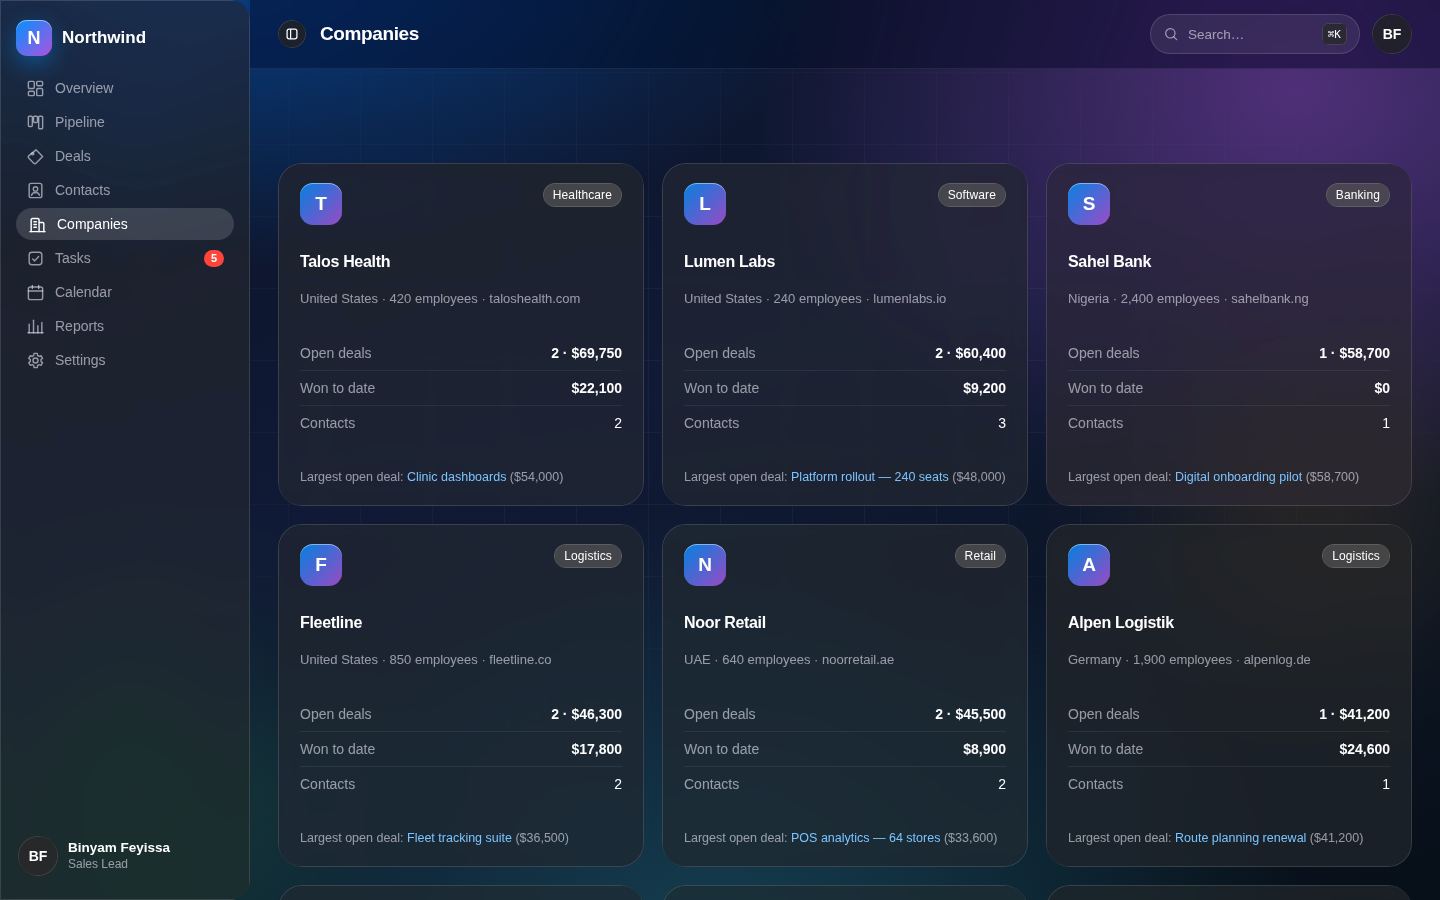 N Northwind
Overview
Pipeline
Deals
Contacts
Companies
Tasks 5
Calendar
Reports
Settings
BF Binyam Feyissa
Sales Lead
Companies
Search… ⌘K BF
T Healthcare
Talos Health
United States · 420 employees · taloshealth.com
Open deals 2 · $69,750
Won to date $22,100
Contacts 2
Largest open deal: Clinic dashboards ($54,000)
L Software
Lumen Labs
United States · 240 employees · lumenlabs.io
Open deals 2 · $60,400
Won to date $9,200
Contacts 3
Largest open deal: Platform rollout — 240 seats ($48,000)
S Banking
Sahel Bank
Nigeria · 2,400 employees · sahelbank.ng
Open deals 1 · $58,700
Won to date $0
Contacts 1
Largest open deal: Digital onboarding pilot ($58,700)
F Logistics
Fleetline
United States · 850 employees · fleetline.co
Open deals 2 · $46,300
Won to date $17,800
Contacts 2
Largest open deal: Fleet tracking suite ($36,500)
N Retail
Noor Retail
UAE · 640 employees · noorretail.ae
Open deals 2 · $45,500
Won to date $8,900
Contacts 2
Largest open deal: POS analytics — 64 stores ($33,600)
A Logistics
Alpen Logistik
Germany · 1,900 employees · alpenlog.de
Open deals 1 · $41,200
Won to date $24,600
Contacts 1
Largest open deal: Route planning renewal ($41,200)